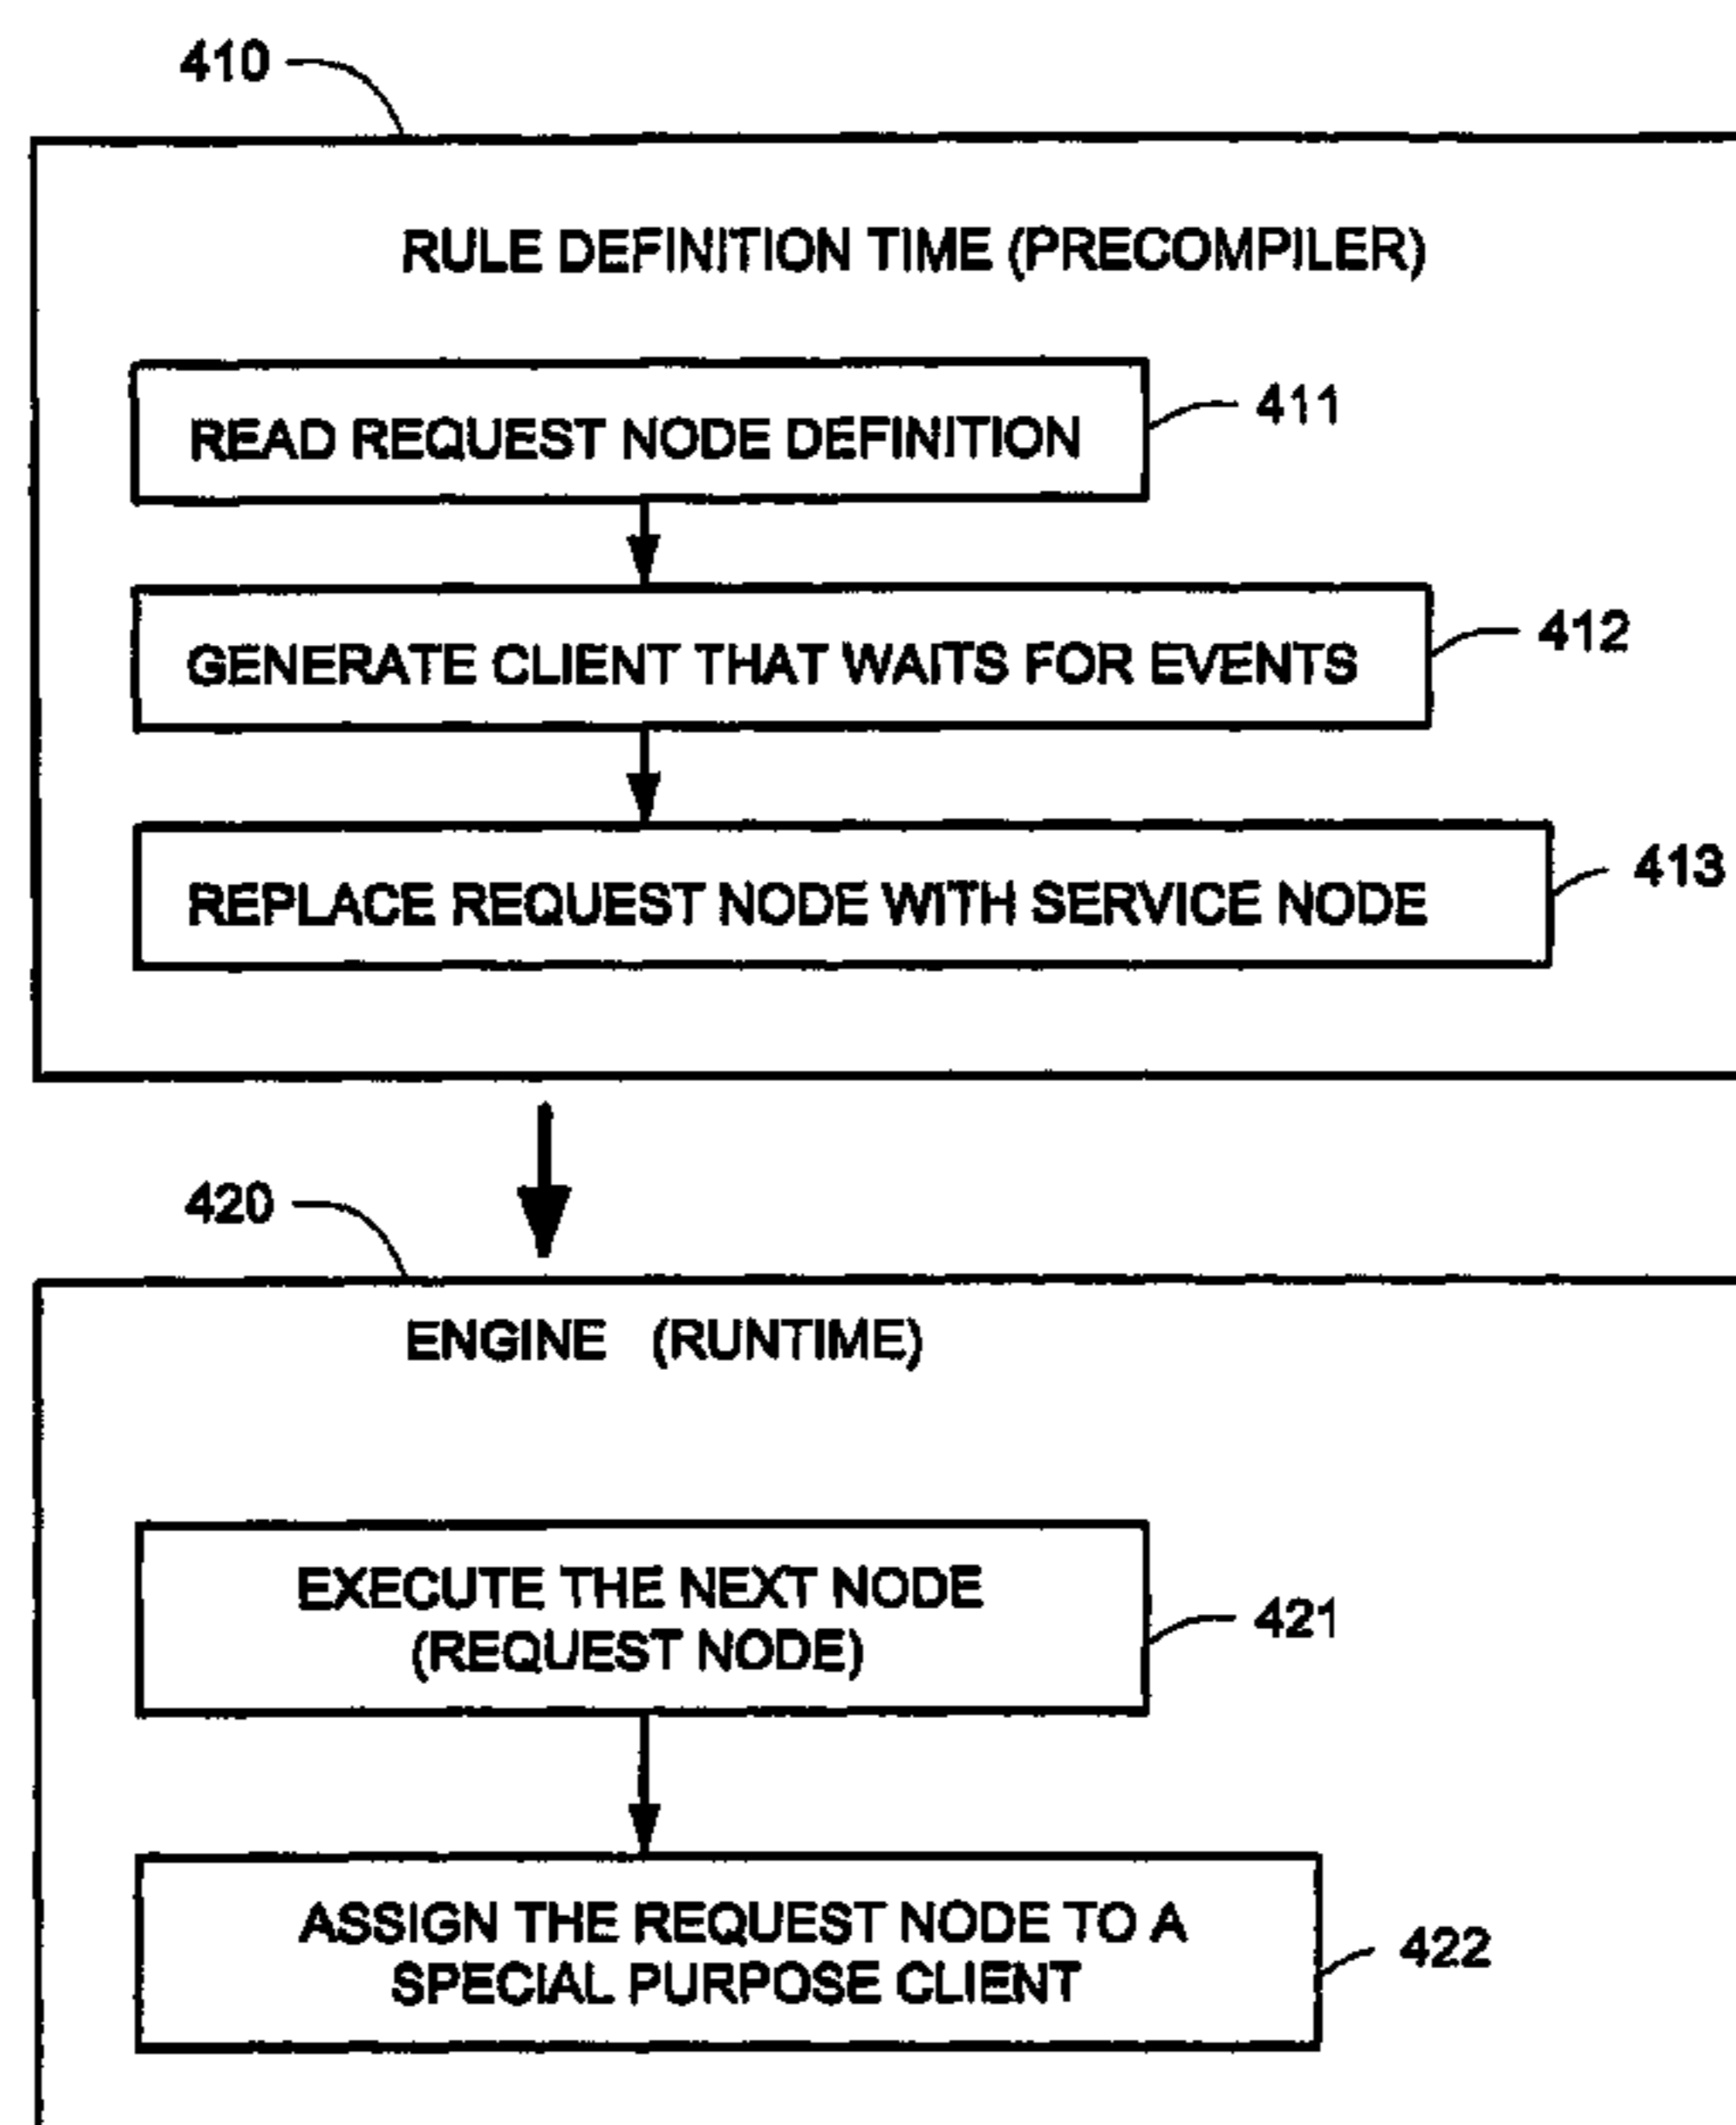 410
RULE DEFINITION TIME (PRECOMPILER)
READ REQUEST NODE DEFINITION
411
GENERATE CLIENT THAT WAITS FOR EVENTS
412
REPLACE REQUEST NODE WITH SERVICE NODE
413
420
ENGINE (RUNTIME)
EXECUTE THE NEXT NODE
(REQUEST NODE)
421
ASSIGN THE REQUEST NODE TO A
SPECIAL PURPOSE CLIENT
422